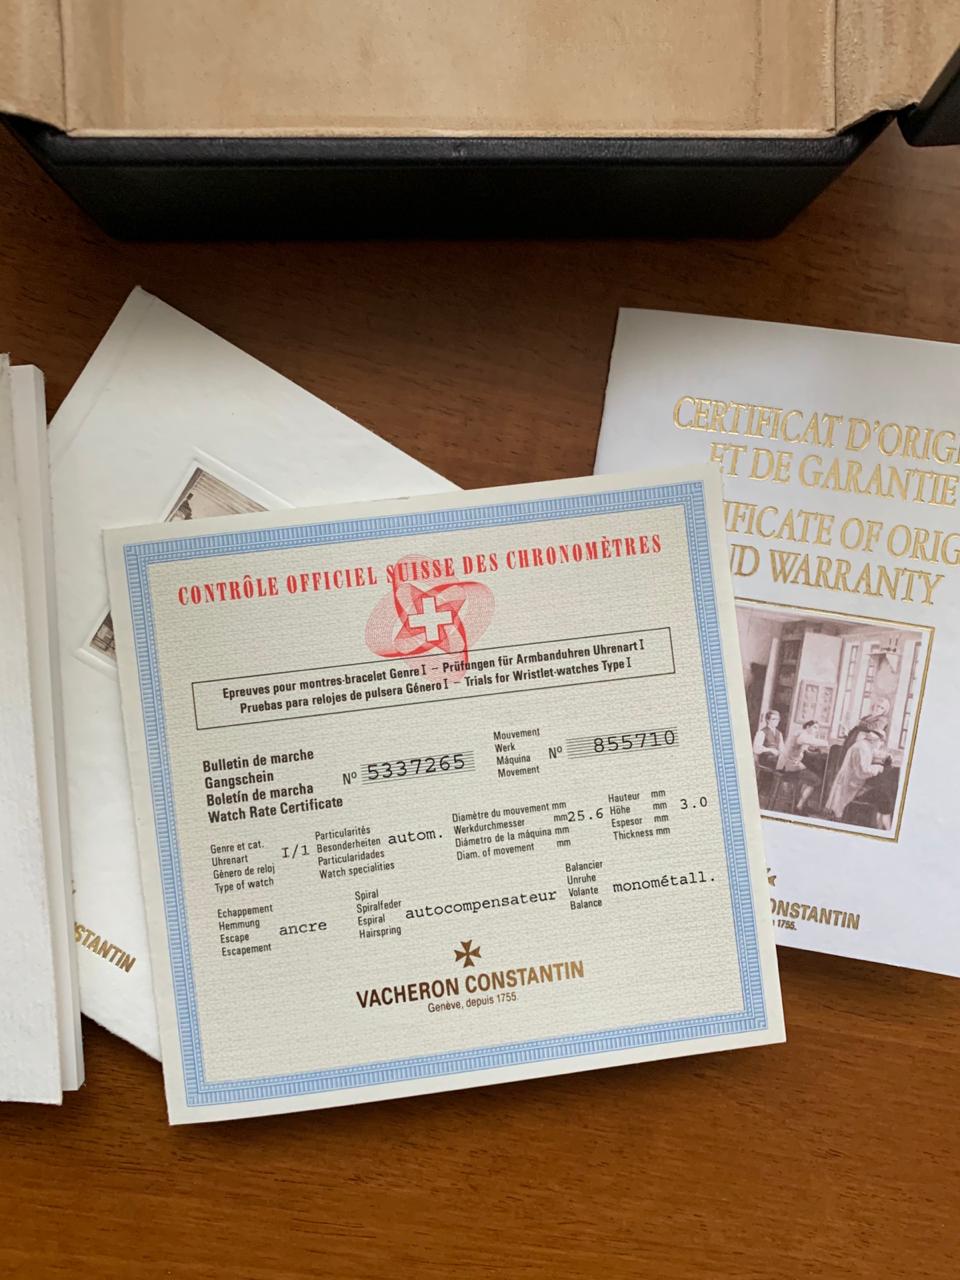 CERTIFICAT D'ORIG
ET DE GARANTIE
IFICATE OF ORIG
ND WARRANTY
ONSTANTIN
1755.
STANTIN
CONTRÔLE OFFICIEL SUISSE DES CHRONOMÈTRES
Epreuves pour montres-bracelet Genre I – Prüfungen für Armbanduhren Uhrenart I
Pruebas para relojes de pulsera Género I – Trials for Wristlet-watches Type I
Bulletin de marche
Gangschein
Boletín de marcha
Watch Rate Certificate
Nº 5337265
Mouvement
Werk
Máquina
Movement
Nº 855710
Genre et cat.
Uhrenart
Género de reloj
Type of watch
I/1
Particularités
Besonderheiten
Particularidades
Watch specialities
autom.
Diamètre du mouvement mm
Werkdurchmesser mm
Diámetro de la máquina mm
Diam. of movement mm
25.6
Hauteur mm
Höhe mm
Espesor mm
Thickness mm
3.0
Echappement
Hemmung
Escape
Escapement
ancre
Spiral
Spiralfeder
Espiral
Hairspring
autocompensateur
Balancier
Unruhe
Volante
Balance
monométall.
VACHERON CONSTANTIN
Genève, depuis 1755.